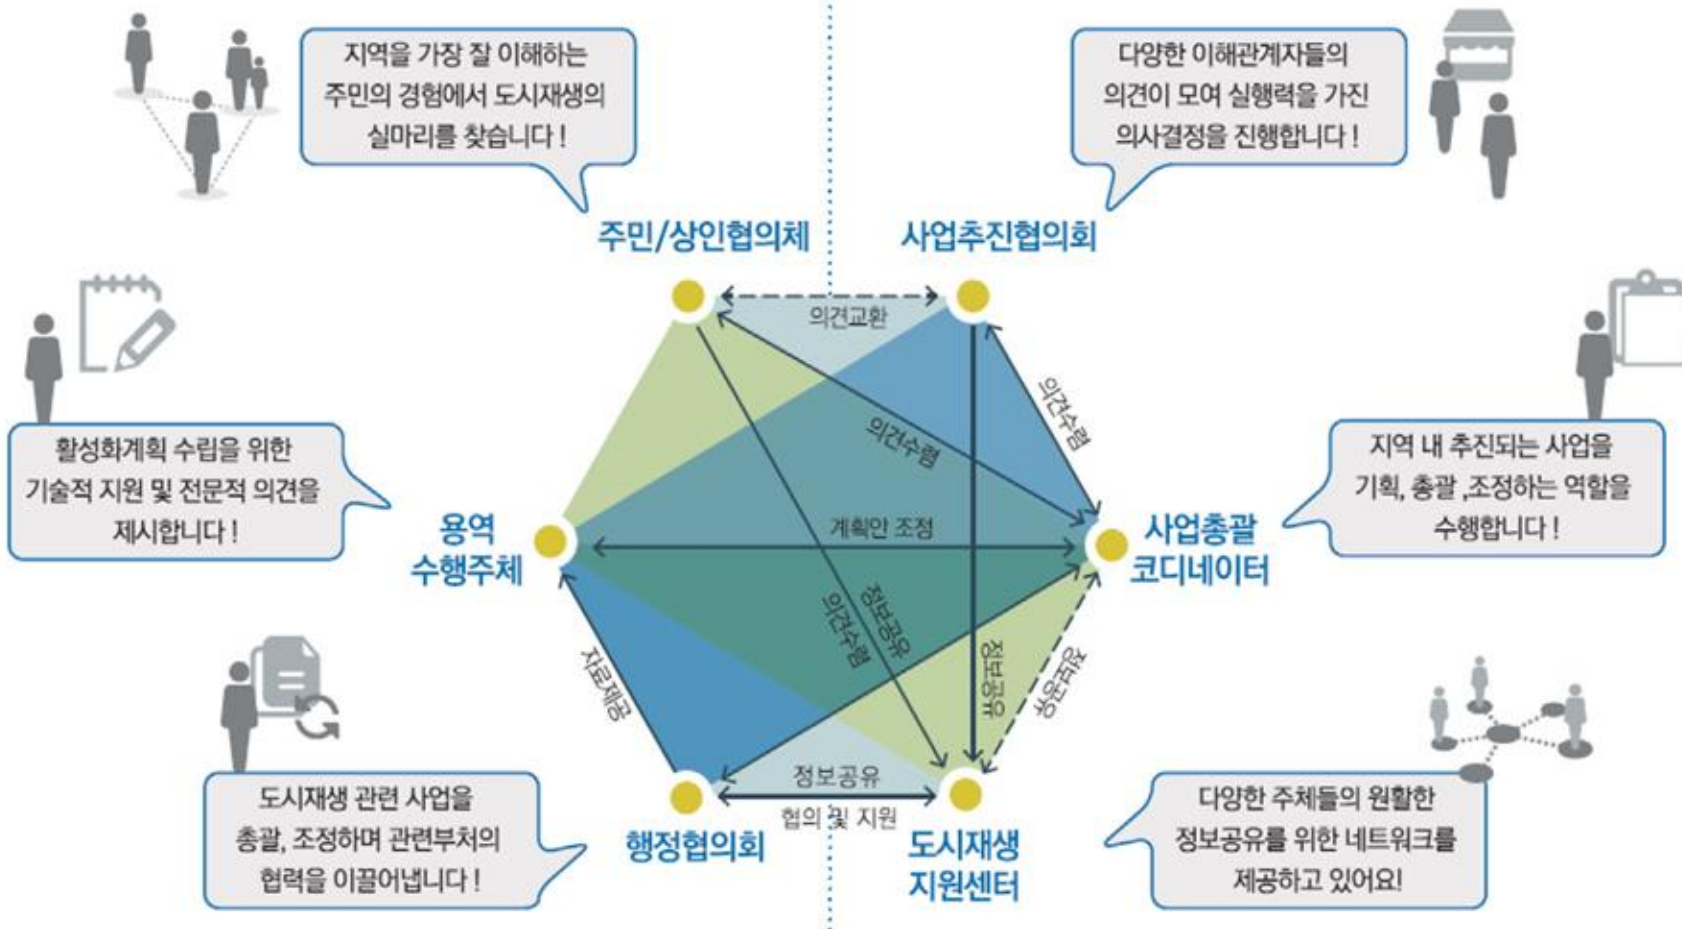 지역을 가장 잘 이해하는
주민의 경험에서 도시재생의
실마리를 찾습니다 !
다양한 이해관계자들의
의견이 모여 실행력을 가진
의사결정을 진행합니다 !
주민/상인협의체
사업추진협의회
의견교환
의견수렴
의견수렴
활성화계획 수립을 위한
기술적 지원 및 전문적 의견을
제시합니다 !
지역 내 추진되는 사업을
기획, 총괄 ,조정하는 역할을
수행합니다 !
용역
수행주체
계획안 조정
사업총괄
코디네이터
정보공유
의견수렴
자료제공
정보공유
정보공유
도시재생 관련 사업을
총괄, 조정하며 관련부처의
협력을 이끌어냅니다 !
정보공유
협의 및 지원
행정협의회
도시재생
지원센터
다양한 주체들의 원활한
정보공유를 위한 네트워크를
제공하고 있어요!